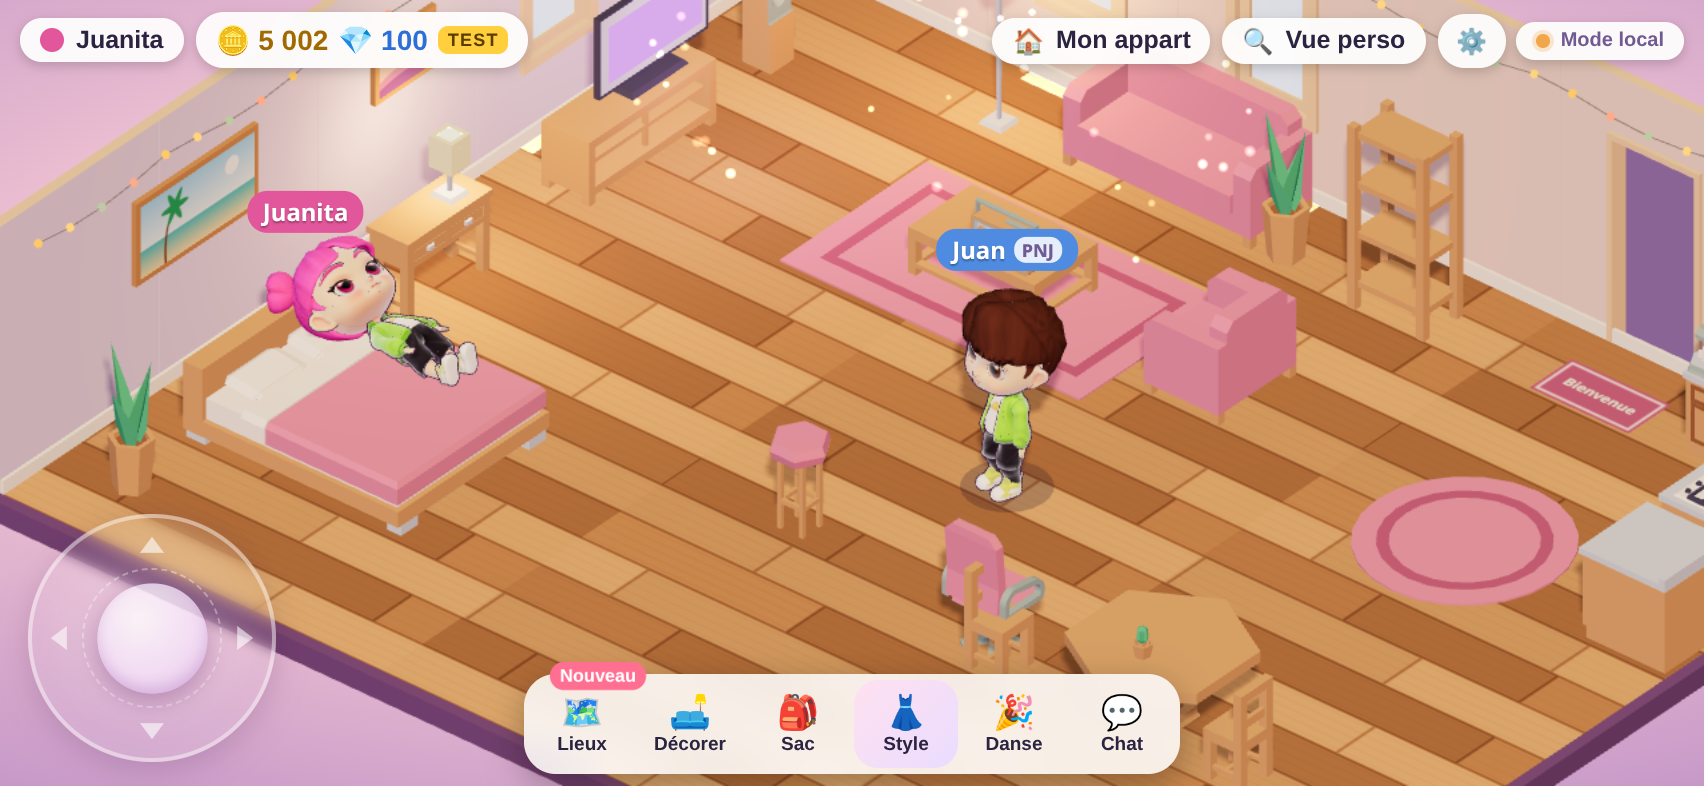 Juanita
5 002
100
TEST
Mon appart
Vue perso
Mode local
Juanita
Juan
PNJ
Bienvenue
Nouveau
Lieux
Décorer
Sac
Style
Danse
Chat